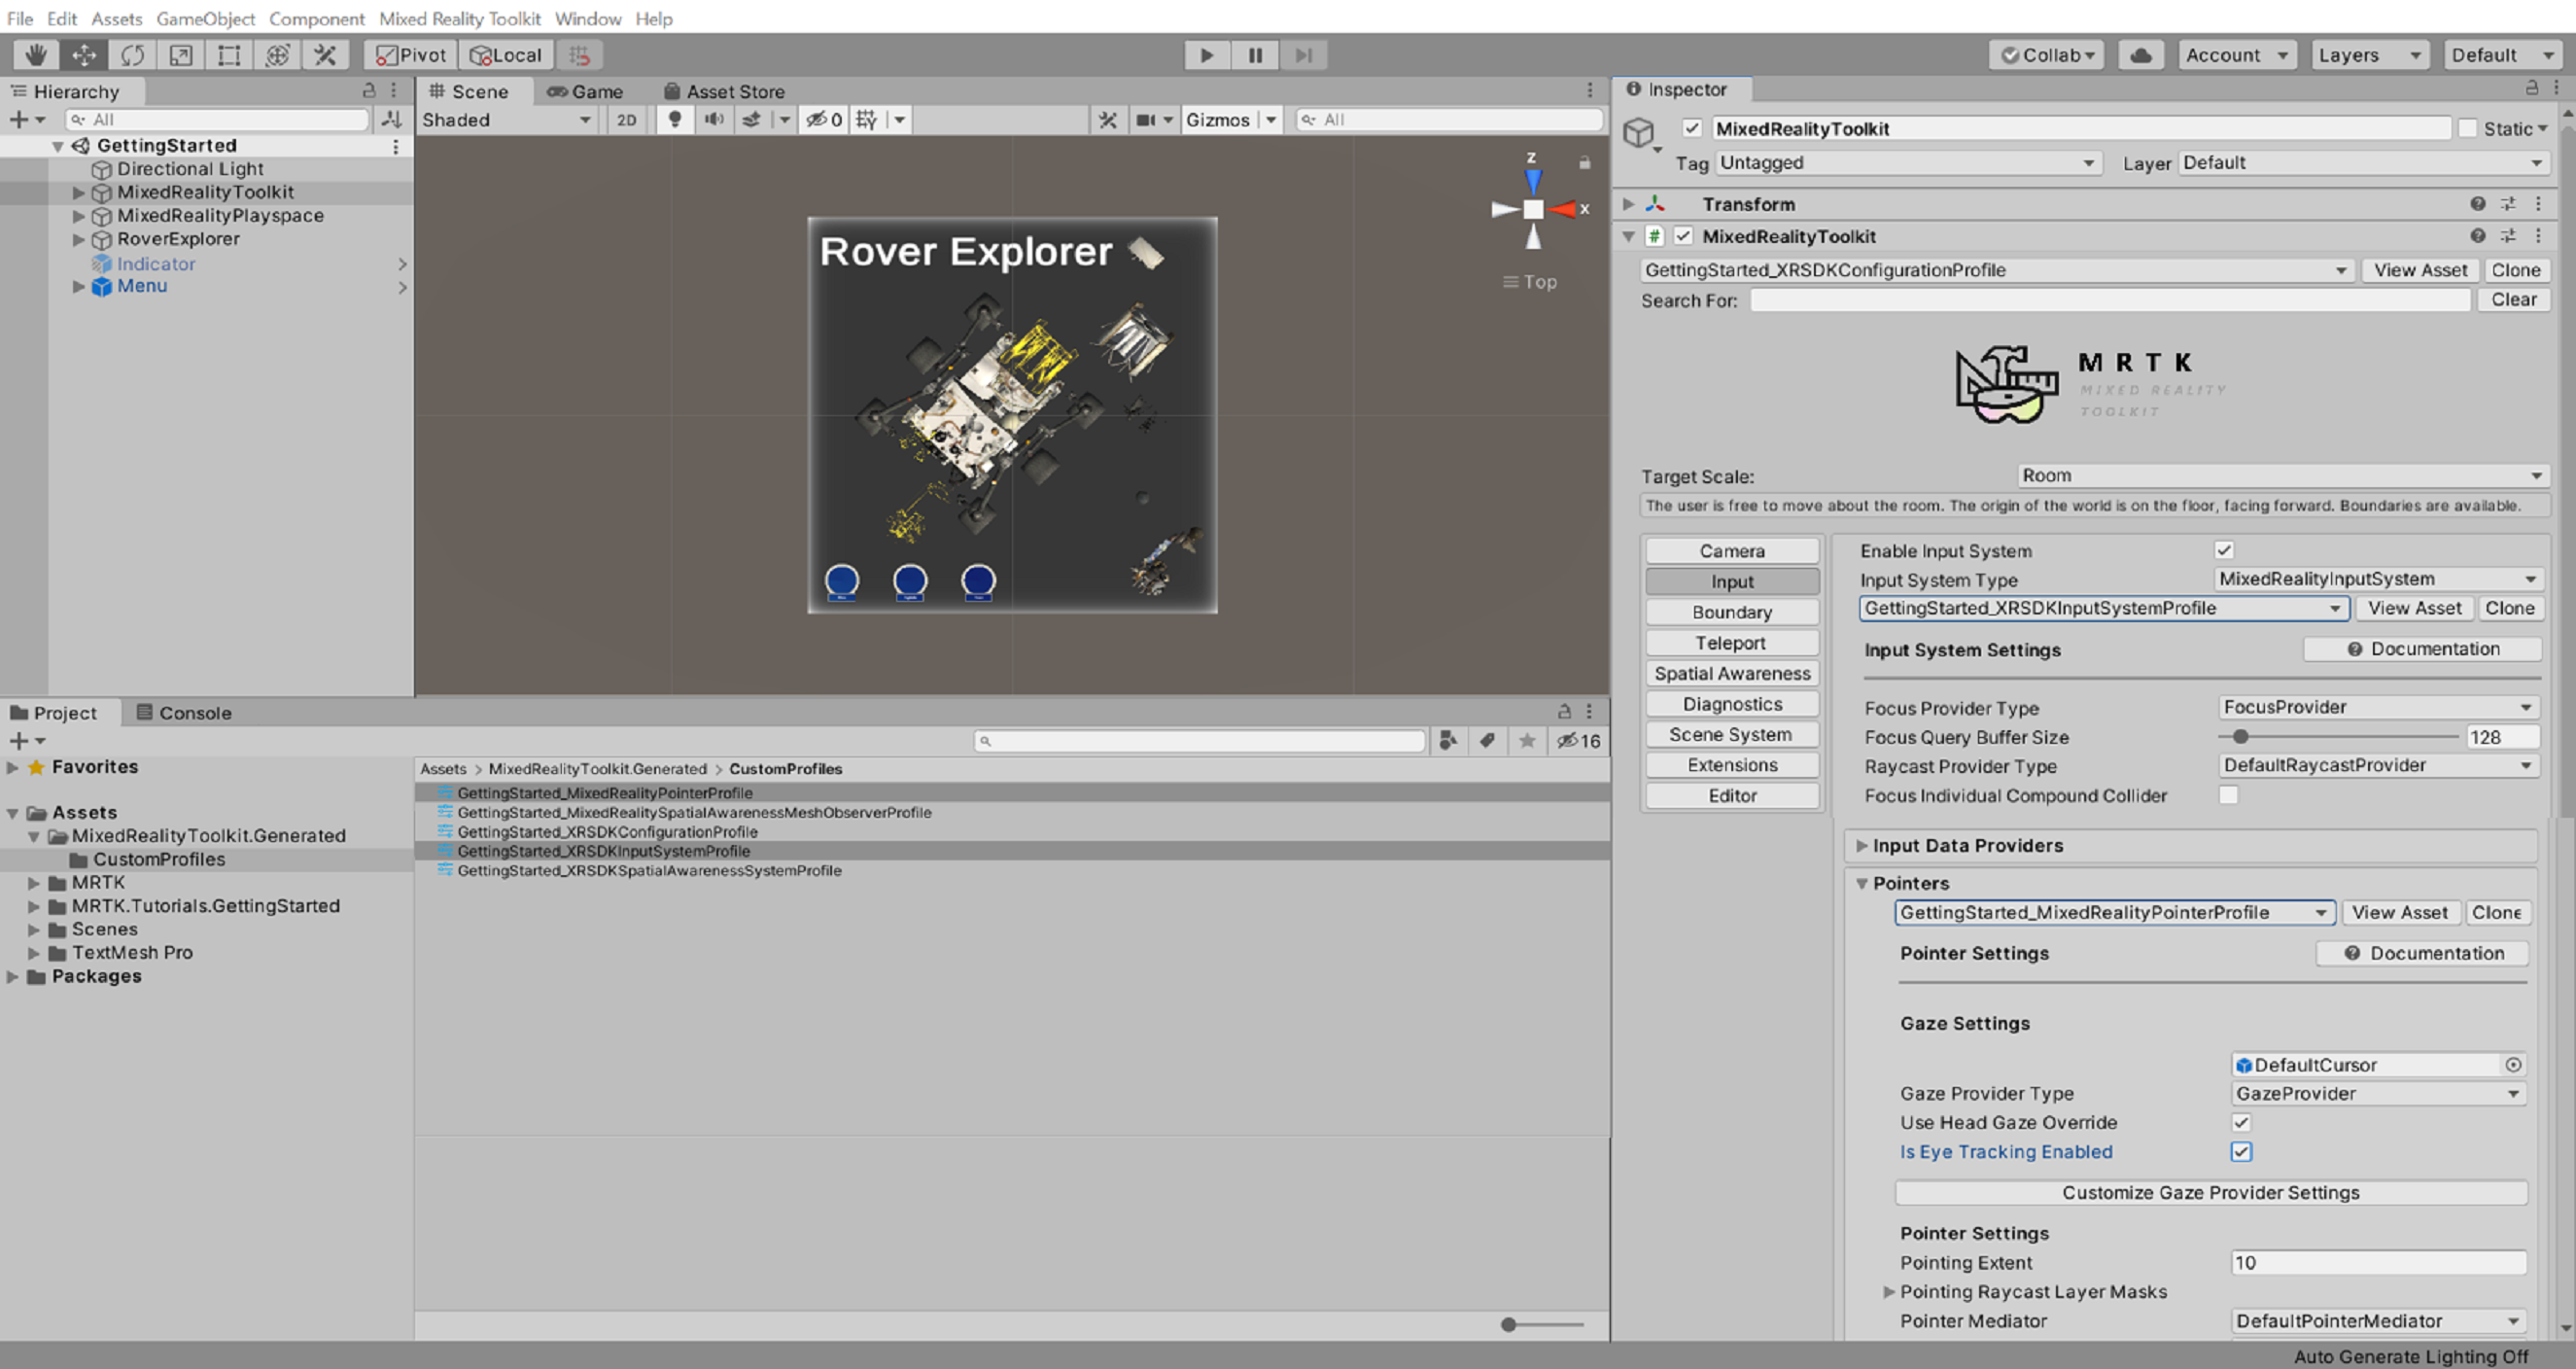 File Edit Assets GameObject Component Mixed Reality Toolkit Window Help
Pivot Local Collab Account Layers Default
Hierarchy
All
GettingStarted
Directional Light
MixedRealityToolkit
MixedRealityPlayspace
RoverExplorer
Indicator
Menu
Scene Game Asset Store
Shaded 2D 0 Gizmos All
Rover Explorer
z
x
Top
Project Console
16
Favorites
Assets
MixedRealityToolkit.Generated
CustomProfiles
MRTK
MRTK.Tutorials.GettingStarted
Scenes
TextMesh Pro
Packages
Assets > MixedRealityToolkit.Generated > CustomProfiles
GettingStarted_MixedRealityPointerProfile
GettingStarted_MixedRealitySpatialAwarenessMeshObserverProfile
GettingStarted_XRSDKConfigurationProfile
GettingStarted_XRSDKInputSystemProfile
GettingStarted_XRSDKSpatialAwarenessSystemProfile
Inspector
MixedRealityToolkit Static
Tag Untagged Layer Default
Transform
# MixedRealityToolkit
GettingStarted_XRSDKConfigurationProfile View Asset Clone
Search For: Clear
MRTK
MIXED REALITY
TOOLKIT
Target Scale: Room
The user is free to move about the room. The origin of the world is on the floor, facing forward. Boundaries are available.
Camera
Input
Boundary
Teleport
Spatial Awareness
Diagnostics
Scene System
Extensions
Editor
Enable Input System
Input System Type MixedRealityInputSystem
GettingStarted_XRSDKInputSystemProfile View Asset Clone
Input System Settings Documentation
Focus Provider Type FocusProvider
Focus Query Buffer Size 128
Raycast Provider Type DefaultRaycastProvider
Focus Individual Compound Collider
Input Data Providers
Pointers
GettingStarted_MixedRealityPointerProfile View Asset Clone
Pointer Settings Documentation
Gaze Settings
DefaultCursor
Gaze Provider Type GazeProvider
Use Head Gaze Override
Is Eye Tracking Enabled
Customize Gaze Provider Settings
Pointer Settings
Pointing Extent 10
Pointing Raycast Layer Masks
Pointer Mediator DefaultPointerMediator
Auto Generate Lighting Off